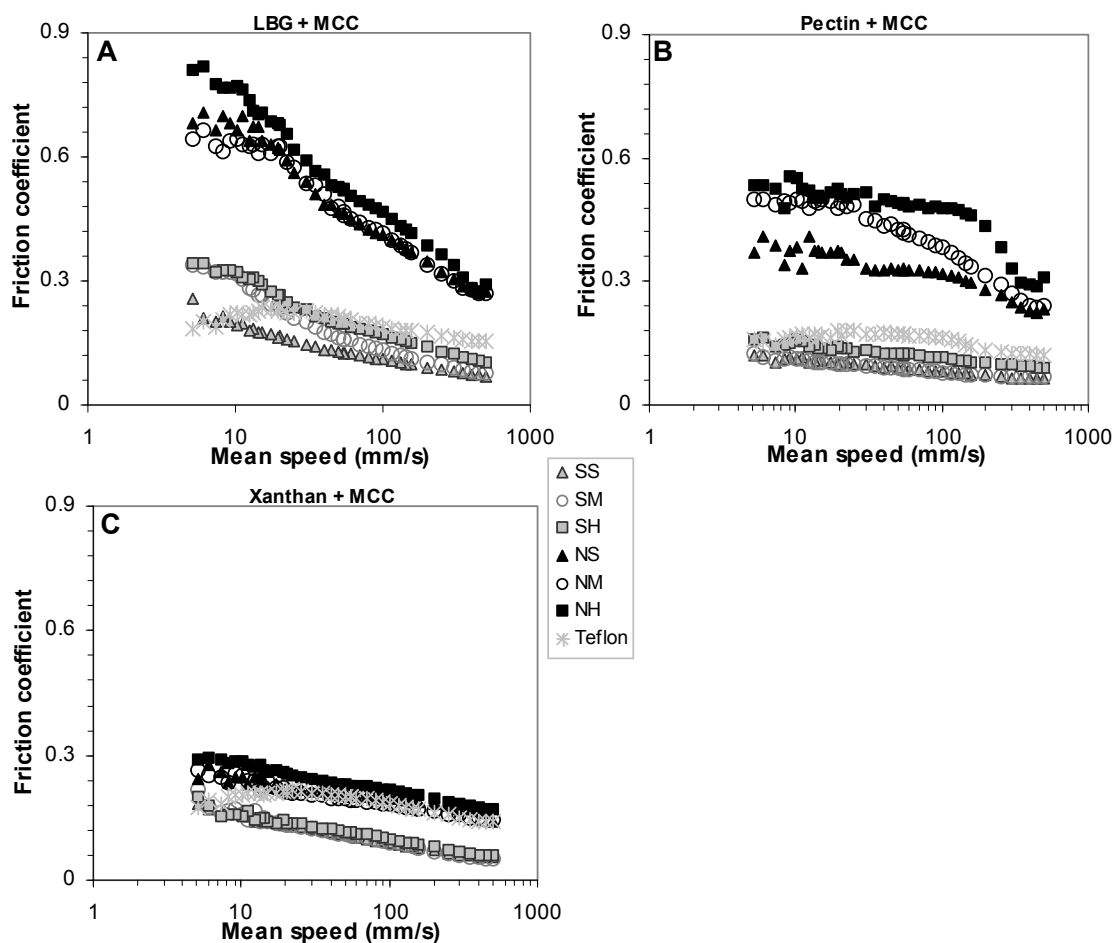 LBG + MCC
A
0.9
0.6
0.3
0
Friction coefficient
1 10 100 1000
Mean speed (mm/s)
Pectin + MCC
B
0.9
0.6
0.3
0
Friction coefficient
1 10 100 1000
Mean speed (mm/s)
Xanthan + MCC
C
0.9
0.6
0.3
0
Friction coefficient
1 10 100 1000
Mean speed (mm/s)
SS
SM
SH
NS
NM
NH
Teflon